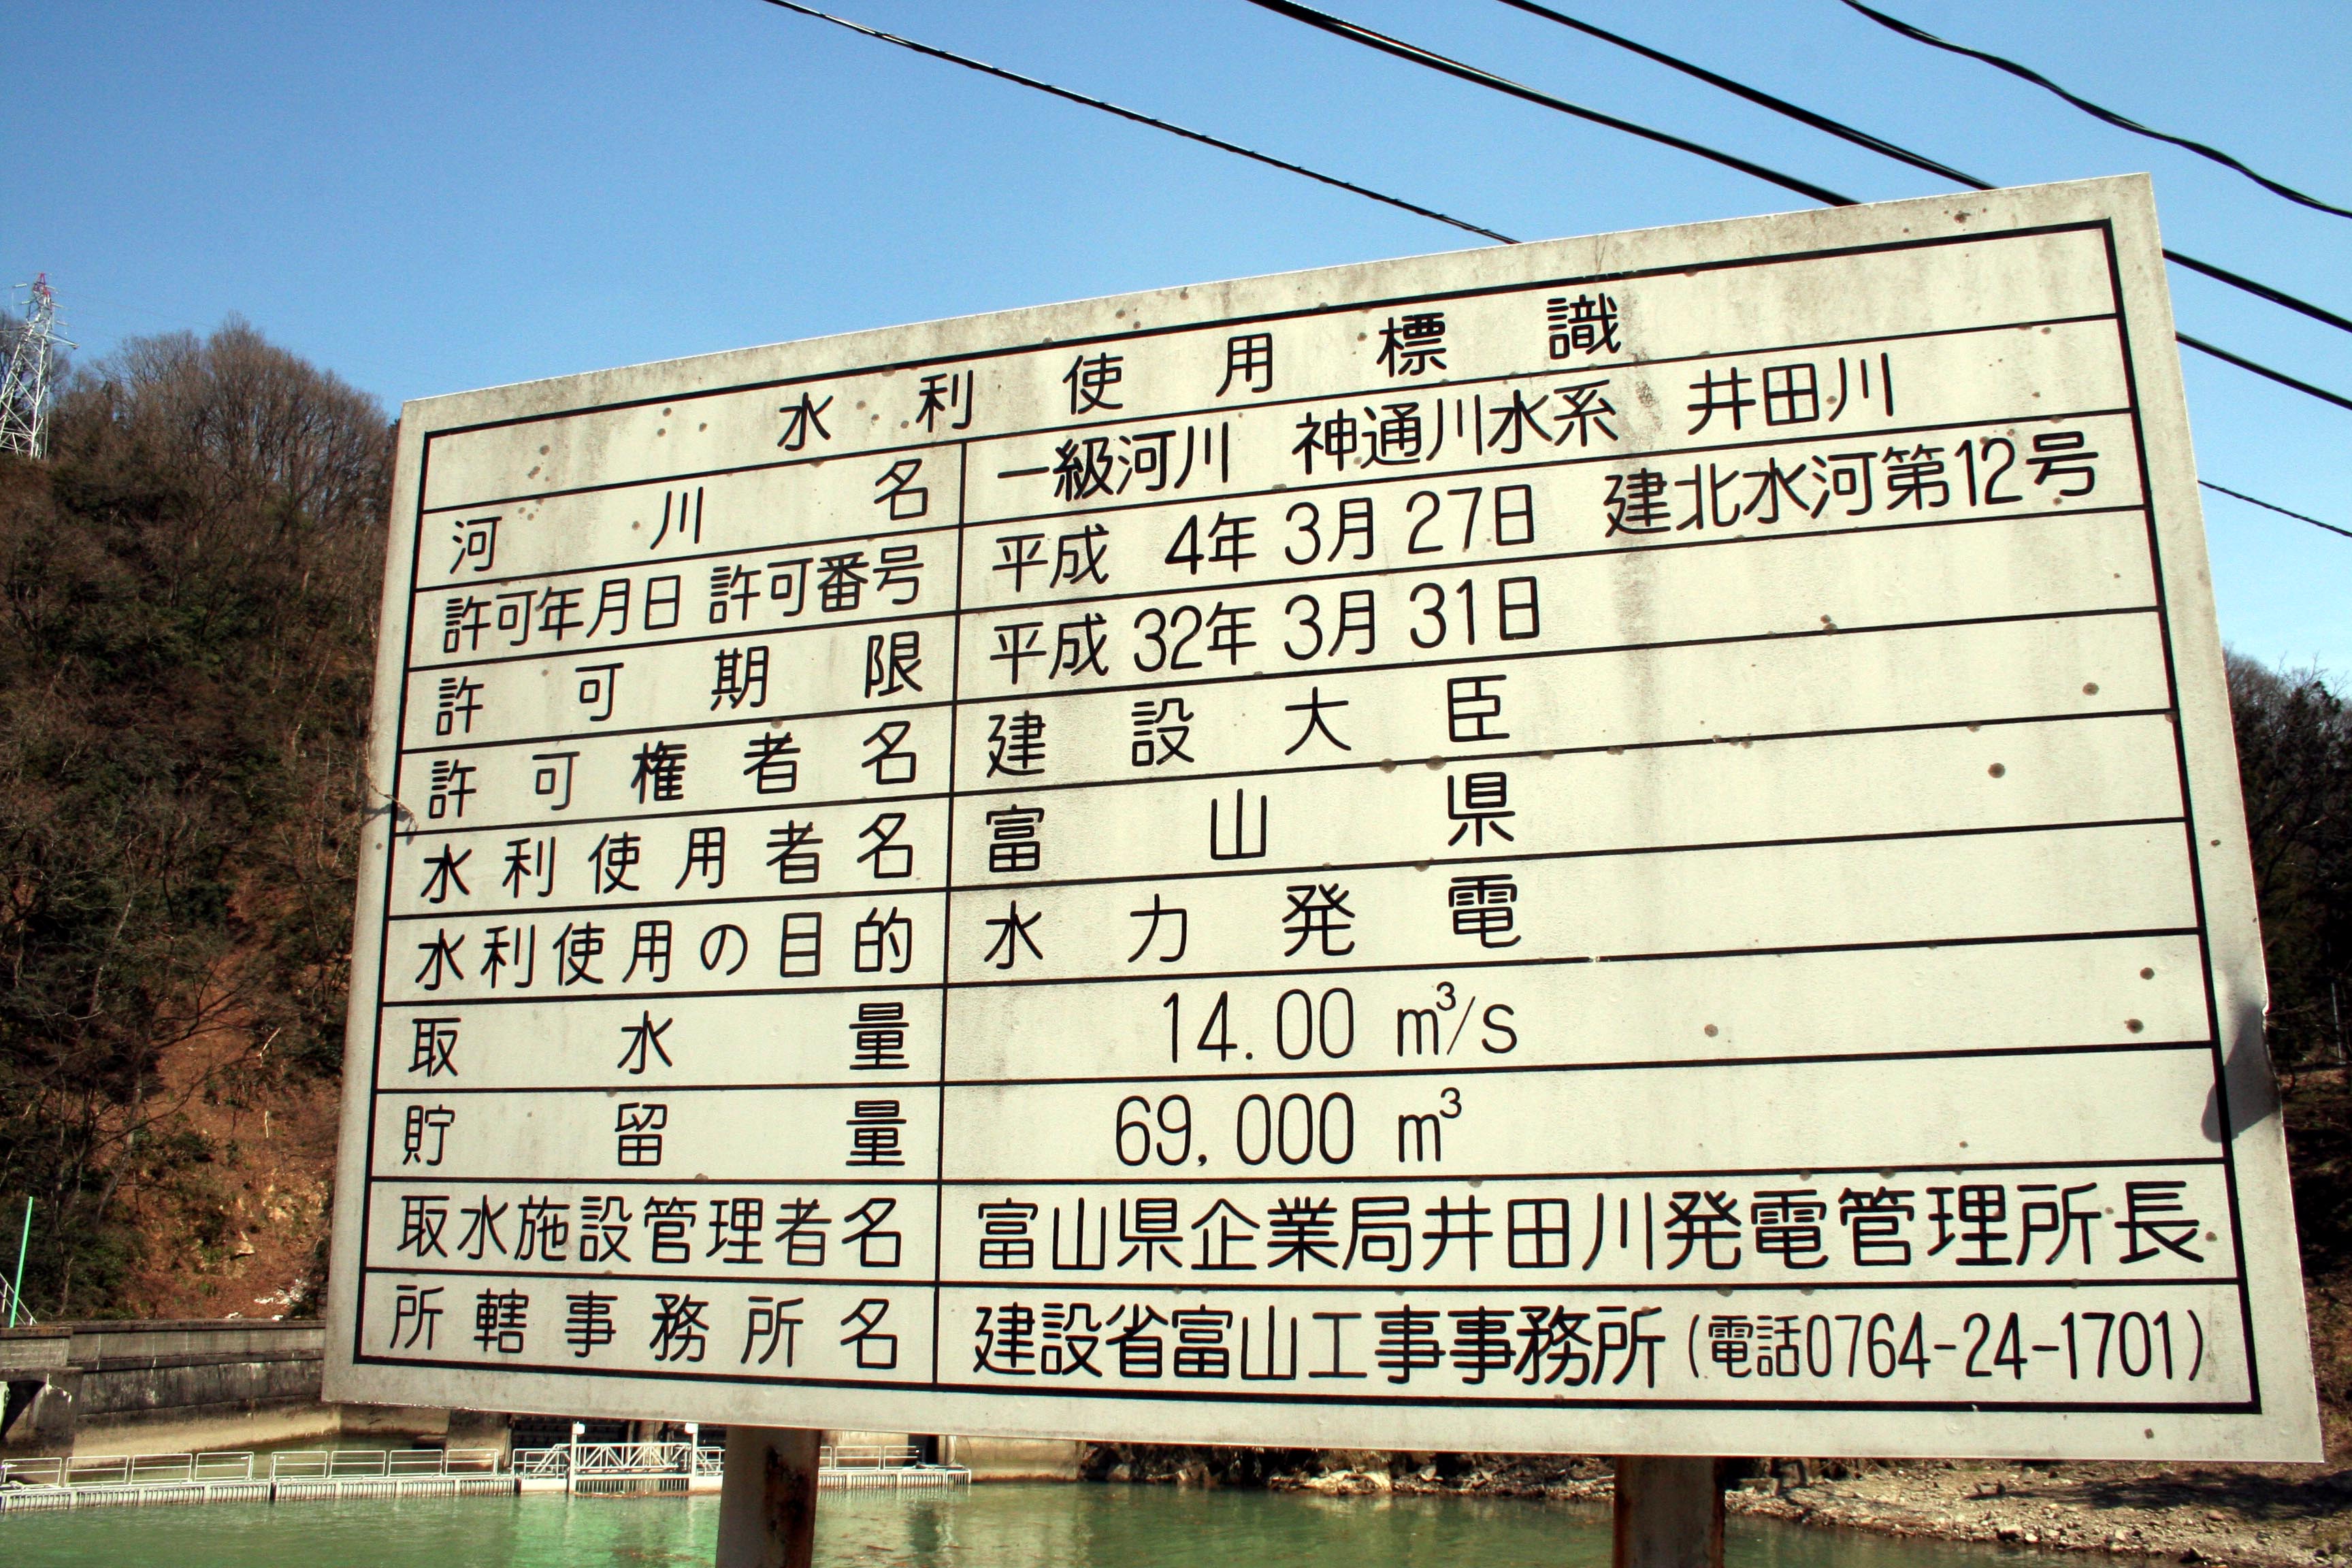 水利使用標識
河川名 一級河川 神通川水系 井田川
許可年月日 許可番号 平成 4年 3月 27日 建北水河第12号
許可期限 平成 32年 3月 31日
許可権者名 建設大臣
水利使用者名 富山県
水利使用の目的 水力発電
取水量 14.00 m³/s
貯留量 69,000 m³
取水施設管理者名 富山県企業局井田川発電管理所長
所轄事務所名 建設省富山工事事務所(電話0764-24-1701)